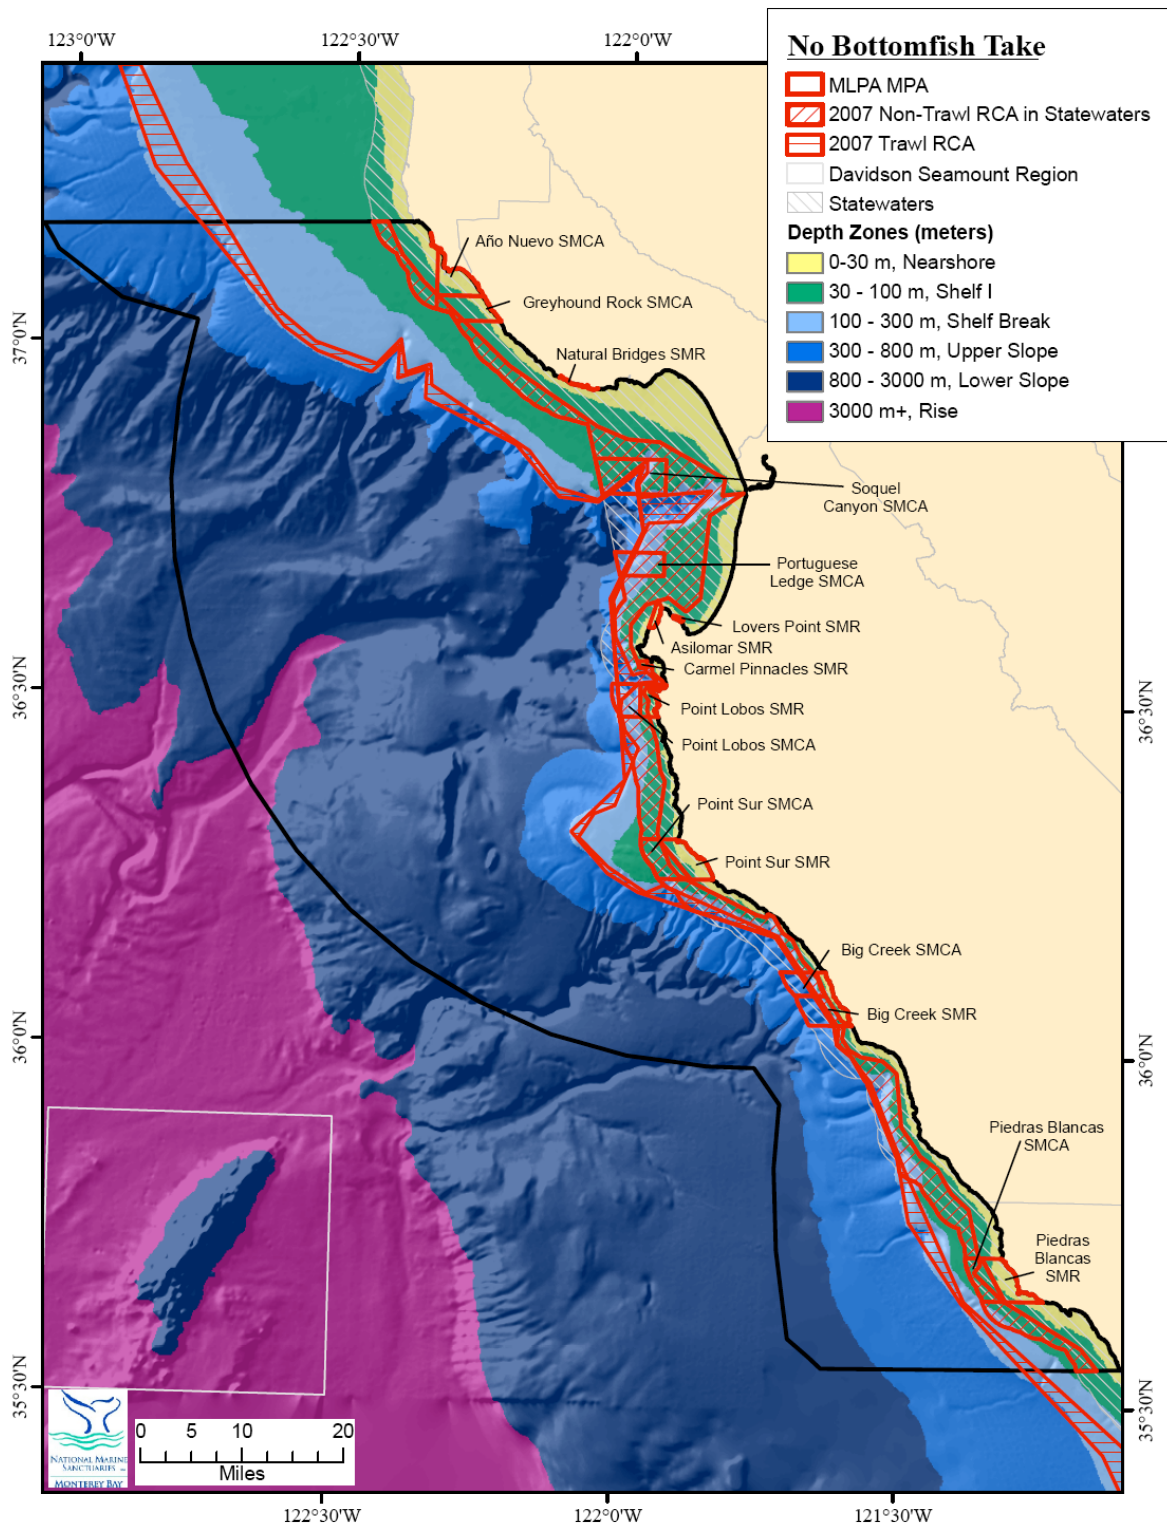 123°0'W
122°30'W
122°0'W
No Bottomfish Take
MLPA MPA
2007 Non-Trawl RCA in Statewaters
2007 Trawl RCA
Davidson Seamount Region
Statewaters
Depth Zones (meters)
0-30 m, Nearshore
30 - 100 m, Shelf I
100 - 300 m, Shelf Break
300 - 800 m, Upper Slope
800 - 3000 m, Lower Slope
3000 m+, Rise
Año Nuevo SMCA
Greyhound Rock SMCA
37°0'N
Natural Bridges SMR
Soquel
Canyon SMCA
Portuguese
Ledge SMCA
Lovers Point SMR
Asilomar SMR
Carmel Pinnacles SMR
36°30'N
Point Lobos SMR
36°30'N
Point Lobos SMCA
Point Sur SMCA
Point Sur SMR
Big Creek SMCA
Big Creek SMR
36°0'N
36°0'N
Piedras Blancas
SMCA
Piedras
Blancas
SMR
35°30'N
35°30'N
NATIONAL MARINE
SANCTUARIES
MONTEREY BAY
0 5 10 20
Miles
122°30'W
122°0'W
121°30'W